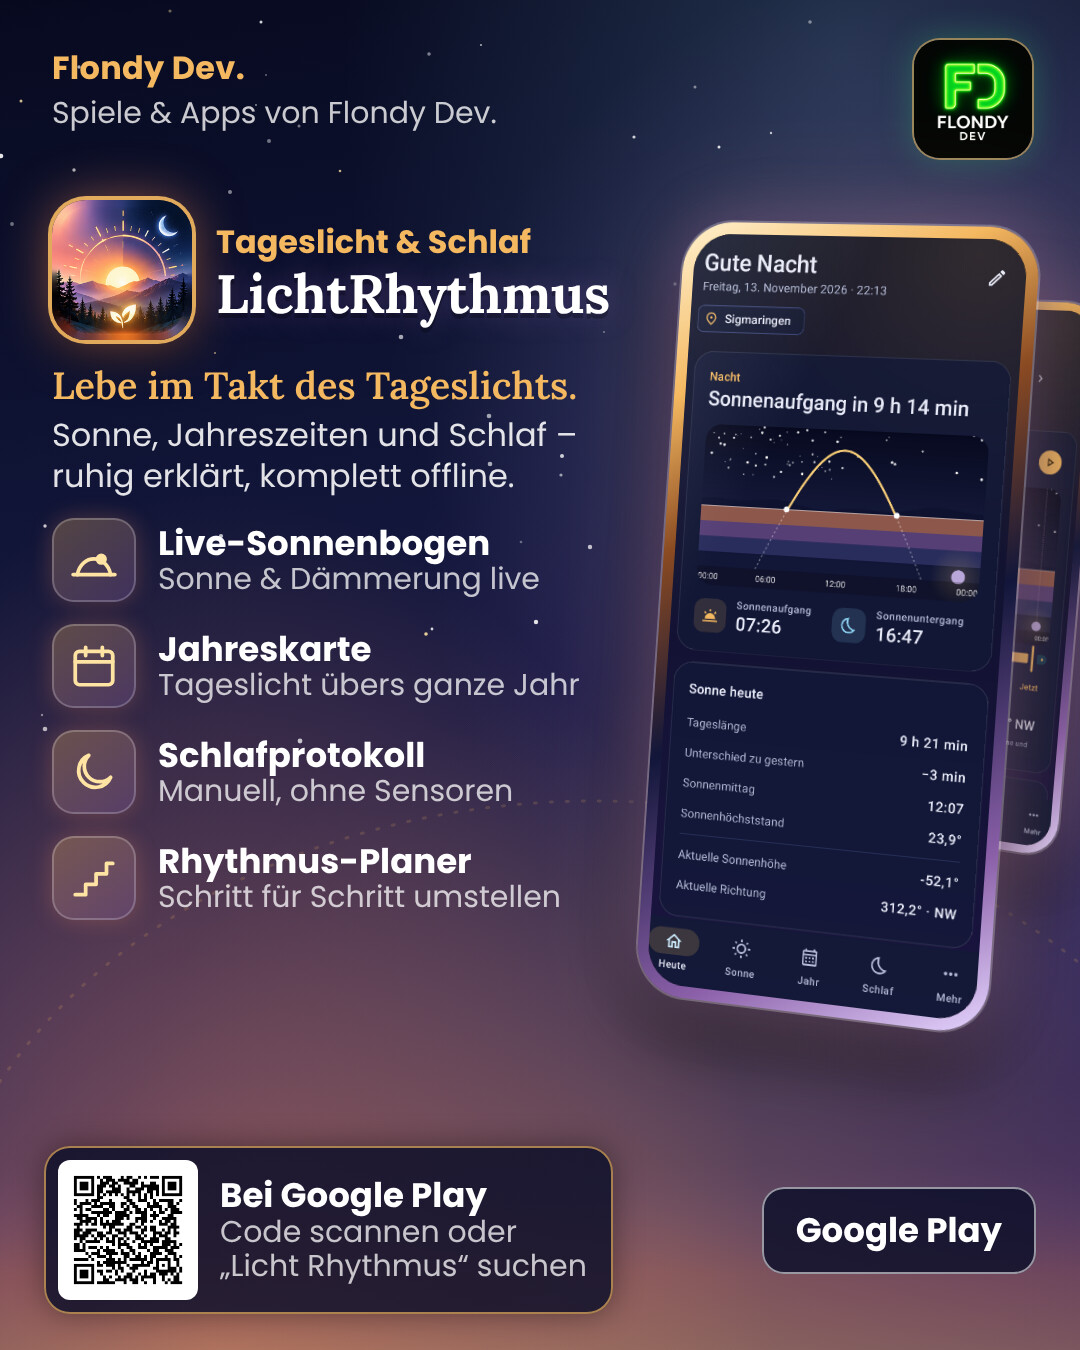 Flondy Dev.
Spiele & Apps von Flondy Dev.
FD
FLONDY
DEV
Tageslicht & Schlaf
LichtRhythmus
Lebe im Takt des Tageslichts.
Sonne, Jahreszeiten und Schlaf –
ruhig erklärt, komplett offline.
Live-Sonnenbogen
Sonne & Dämmerung live
Jahreskarte
Tageslicht übers ganze Jahr
Schlafprotokoll
Manuell, ohne Sensoren
Rhythmus-Planer
Schritt für Schritt umstellen
Gute Nacht
Freitag, 13. November 2026 · 22:13
Sigmaringen
Nacht
Sonnenaufgang in 9 h 14 min
00:00 06:00 12:00 18:00 00:00
Sonnenaufgang
07:26
Sonnenuntergang
16:47
Sonne heute
Tageslänge 9 h 21 min
Unterschied zu gestern −3 min
Sonnenmittag 12:07
Sonnenhöchststand 23,9°
Aktuelle Sonnenhöhe -52,1°
Aktuelle Richtung 312,2° · NW
Heute Sonne Jahr Schlaf Mehr
00:00
Jetzt
NW
und
Mehr
Bei Google Play
Code scannen oder
„Licht Rhythmus“ suchen
Google Play